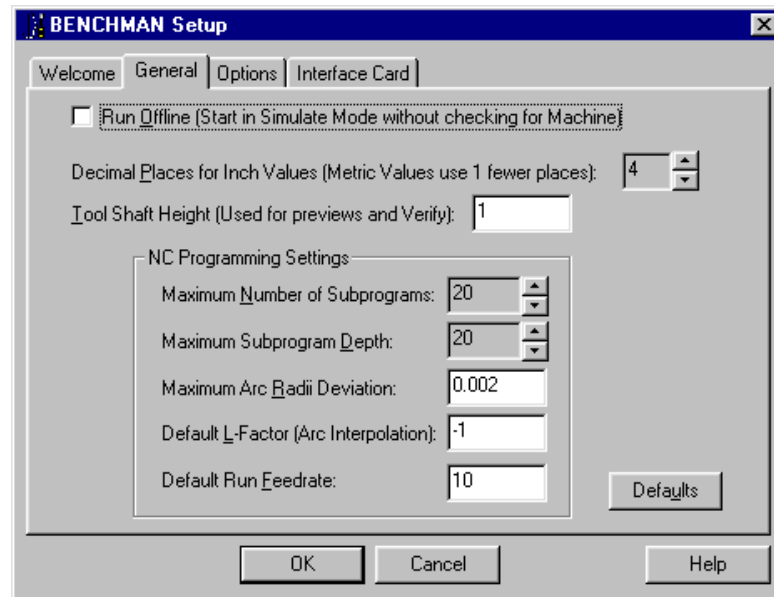 BENCHMAN Setup
Welcome General Options Interface Card
Run Offline (Start in Simulate Mode without checking for Machine)
Decimal Places for Inch Values (Metric Values use 1 fewer places): 4
Tool Shaft Height (Used for previews and Verify): 1
NC Programming Settings
Maximum Number of Subprograms: 20
Maximum Subprogram Depth: 20
Maximum Arc Radii Deviation: 0.002
Default L-Factor (Arc Interpolation): -1
Default Run Feedrate: 10
Defaults
OK Cancel Help